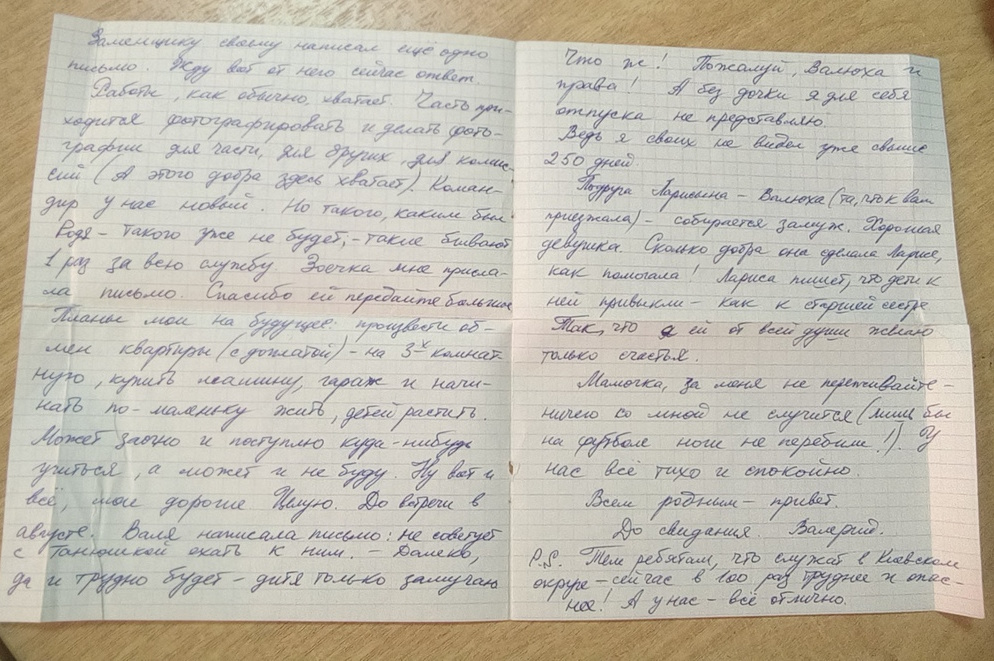 Заменщику своему написал ещё одно
письмо. Жду вот от него сейчас ответ.
Работы, как обычно, хватает. Часть при-
ходится фотографировать и делать фото-
графии для части, для других, для комис-
сий (А этого добра здесь хватает). Коман-
дир у нас новый. Но такого, каким был
Родя – такого уже не будет, – такие бывают
1 раз за всю службу. Зоечка мне присла-
ла письмо. Спасибо ей передайте большое
Планы мои на будущее: произвести об-
мен квартиры (с доплатой) – на 3х комнат-
ную, купить машину, гараж и начи-
нать по-маленьку жить, детей растить.
Может заочно и поступлю куда-нибудь
учиться, а может и не буду. Ну вот и
всё, мои дорогие. Целую. До встречи в
августе. Валя написала письмо: не советует
с Танюшкой ехать к ним. – Далеко,
да и трудно будет – дитя только замучаю
Что ж! Пожалуй, Валюха и
права! А без дочки я для себя
отпуска не представляю.
Ведь я своих не видел уже свыше
250 дней.
Подруга Ларисына – Валюха (та, что к вам
приезжала) – собирается замуж. Хорошая
девушка. Сколько добра она сделала Ларисе,
как помогала! Лариса пишет, что дети к
ней привыкли – как к старшей сестре.
Так, что я ей от всей души желаю
только счастья.
Мамочка, за меня не переживайте –
ничего со мной не случится (лишь бы
на футболе ноги не перебили!). У
нас всё тихо и спокойно.
Всем родным – привет.
До свидания Валерий.
P.S. Тем ребятам, что служат в Киевском
округе – сейчас в 100 раз труднее и опас-
нее! А у нас – всё отлично.